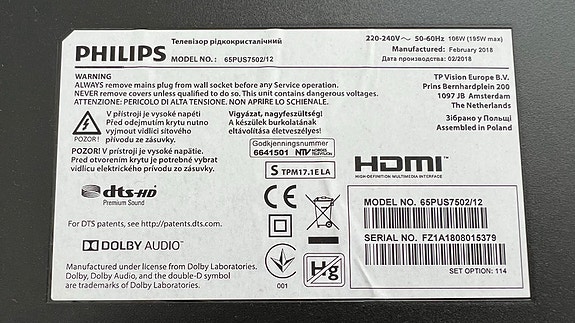 PHILIPS
Телевізор рідкокристалічний
MODEL NO.: 65PUS7502/12
220-240V～ 50-60Hz 106W (195W max)
Manufactured: February 2018
Дата производства: 02/2018
WARNING
ALWAYS remove mains plug from wall socket before any Service operation.
NEVER remove covers unless qualified to do so. This unit contains dangerous voltages.
ATTENZIONE: PERICOLO DI ALTA TENSIONE. NON APRIRE LO SCHIENALE.
TP Vision Europe B.V.
Prins Bernhardplein 200
1097 JB Amsterdam
The Netherlands
Зібрано у Польщі
Assembled in Poland
V přístroji je vysoké napětí
Před odejmutím krytu nutno
vyjmout vidlici síťového
přívodu ze zásuvky.
POZOR!
POZOR! V prístroji je vysoké napätie.
Pred otvorením krytu je potrebné vybrat
vidlicu elektrického prívodu zo zásuvky.
Vigyázat, nagyfeszültség!
A készülek burkolatának
eltávolítása életveszélyes!
Godkjenningsnummer
6641501 NTV
S TPM17.1E LA
HDMI™
HIGH-DEFINITION MULTIMEDIA INTERFACE
dts-HD
Premium Sound
For DTS patents, see http://patents.dts.com.
DOLBY AUDIO™
Manufactured under license from Dolby Laboratories.
Dolby, Dolby Audio, and the double-D symbol
are trademarks of Dolby Laboratories.
CE
001
Hg
MODEL NO. 65PUS7502/12
SERIAL NO. FZ1A1808015379
SET OPTION: 114